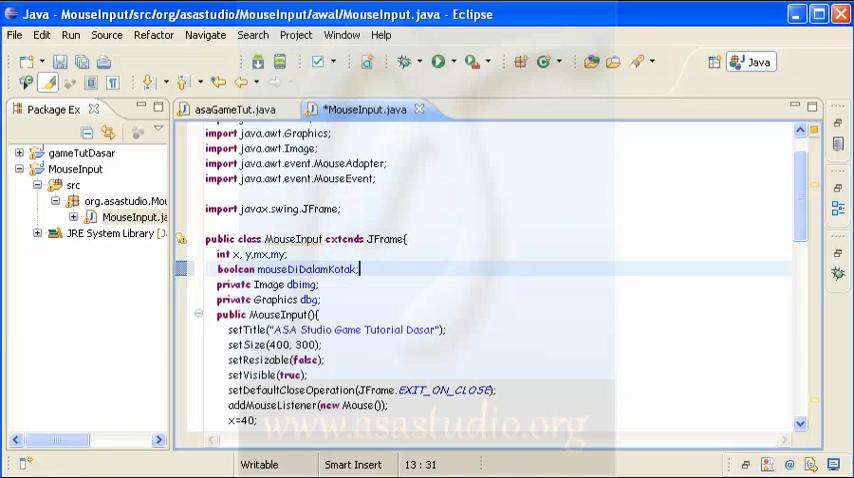 Java - MouseInput/src/org/asastudio/MouseInput/awal/MouseInput.java - Eclipse
File Edit Run Source Refactor Navigate Search Project Window Help
Java
Package Ex
asaGameTut.java
*MouseInput.java
gameTutDasar
MouseInput
src
org.asastudio.Mou
MouseInput.ja
JRE System Library [
import java.awt.Graphics;
import java.awt.Image;
import java.awt.event.MouseAdapter;
import java.awt.event.MouseEvent;
import javax.swing.JFrame;
public class MouseInput extends JFrame{
int x, y,mx,my;
boolean mouseDiDalamKotak;
private Image dbimg;
private Graphics dbg;
public MouseInput(){
setTitle("ASA Studio Game Tutorial Dasar");
setSize(400, 300);
setResizable(false);
setVisible(true);
setDefaultCloseOperation(JFrame.EXIT_ON_CLOSE);
addMouseListener(new Mouse());
x=40;
www.asastudio.org
Writable
Smart Insert
13 : 31